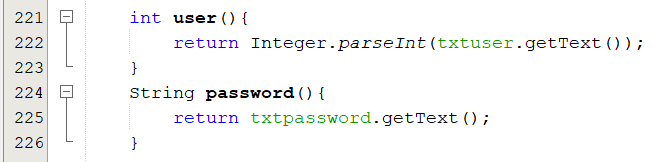 221 int user(){
222 return Integer.parseInt(txtuser.getText());
223 }
224 String password(){
225 return txtpassword.getText();
226 }